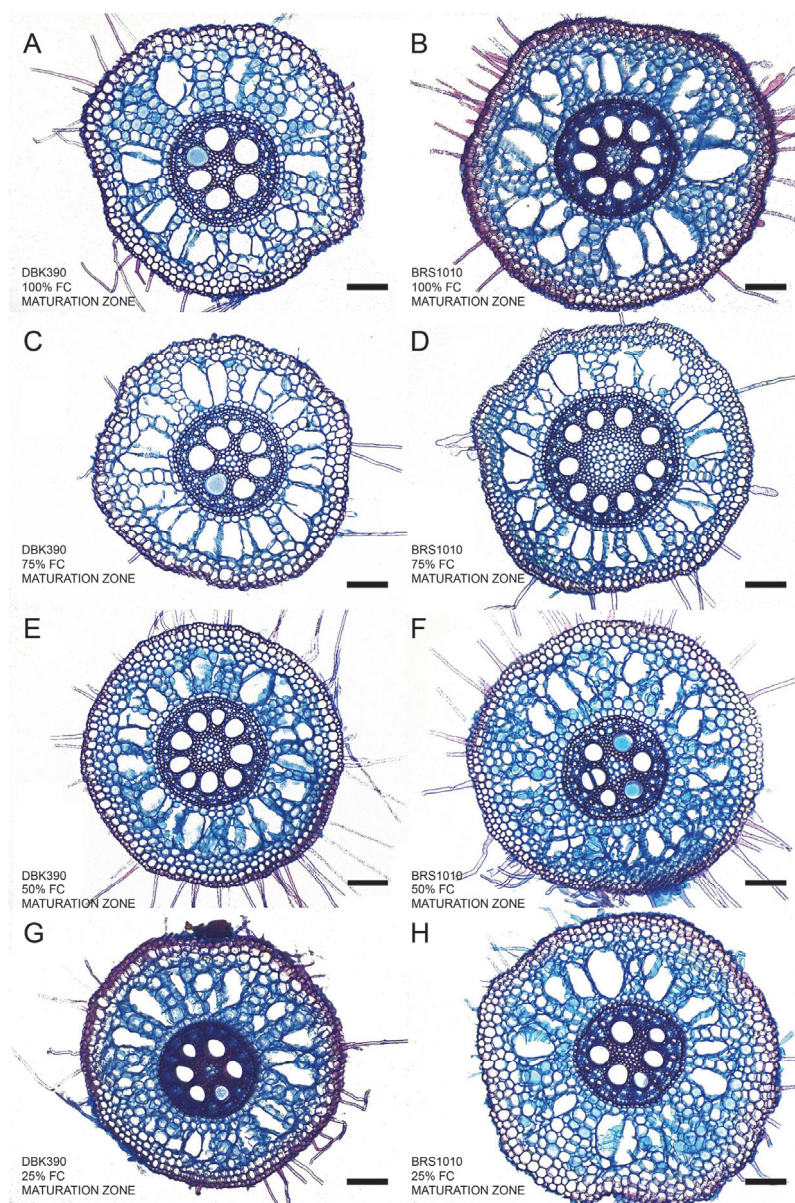 A
DBK390
100% FC
MATURATION ZONE
B
BRS1010
100% FC
MATURATION ZONE
C
DBK390
75% FC
MATURATION ZONE
D
BRS1010
75% FC
MATURATION ZONE
E
DBK390
50% FC
MATURATION ZONE
F
BRS1010
50% FC
MATURATION ZONE
G
DBK390
25% FC
MATURATION ZONE
H
BRS1010
25% FC
MATURATION ZONE